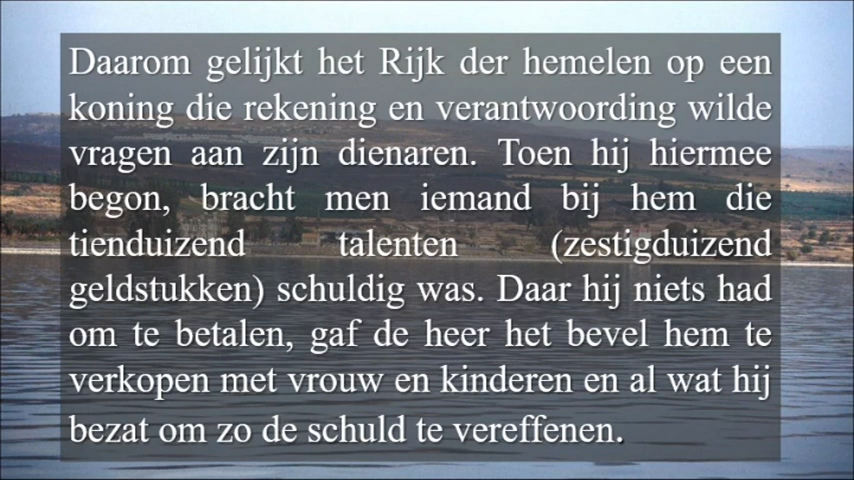 Daarom gelijkt het Rijk der hemelen op een
koning die rekening en verantwoording wilde
vragen aan zijn dienaren. Toen hij hiermee
begon, bracht men iemand bij hem die
tienduizend talenten (zestigduizend
geldstukken) schuldig was. Daar hij niets had
om te betalen, gaf de heer het bevel hem te
verkopen met vrouw en kinderen en al wat hij
bezat om zo de schuld te vereffenen.